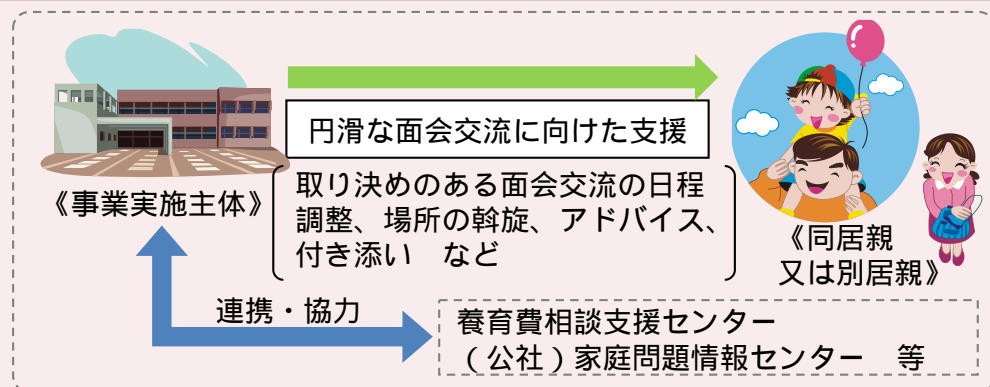 円滑な面会交流に向けた支援
取り決めのある面会交流の日程
調整、場所の斡旋、アドバイス、
付き添い　など
《事業実施主体》
《同居親
又は別居親》
連携・協力
養育費相談支援センター
(公社)家庭問題情報センター　等